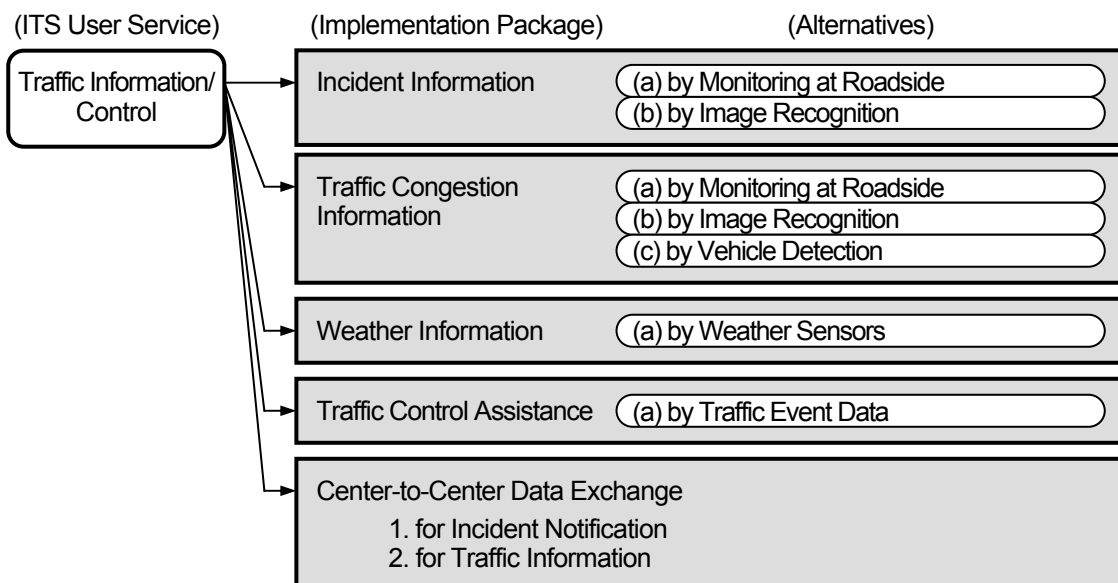 (ITS User Service) (Implementation Package) (Alternatives)
Traffic Information/
Control
Incident Information (a) by Monitoring at Roadside
(b) by Image Recognition
Traffic Congestion (a) by Monitoring at Roadside
Information (b) by Image Recognition
(c) by Vehicle Detection
Weather Information (a) by Weather Sensors
Traffic Control Assistance (a) by Traffic Event Data
Center-to-Center Data Exchange
1. for Incident Notification
2. for Traffic Information